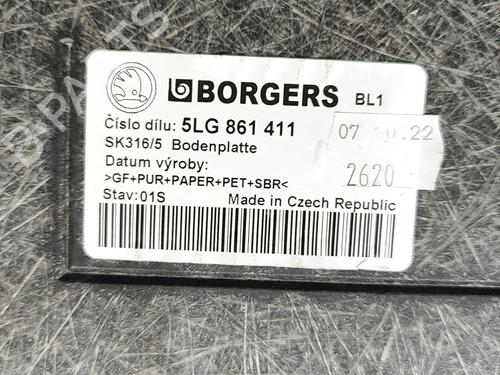 BORGERS BL1
Číslo dílu: 5LG 861 411
SK316/5 Bodenplatte
Datum výroby:
>GF+PUR+PAPER+PET+SBR<
Stav:01S Made in Czech Republic
2620
B-PARTS